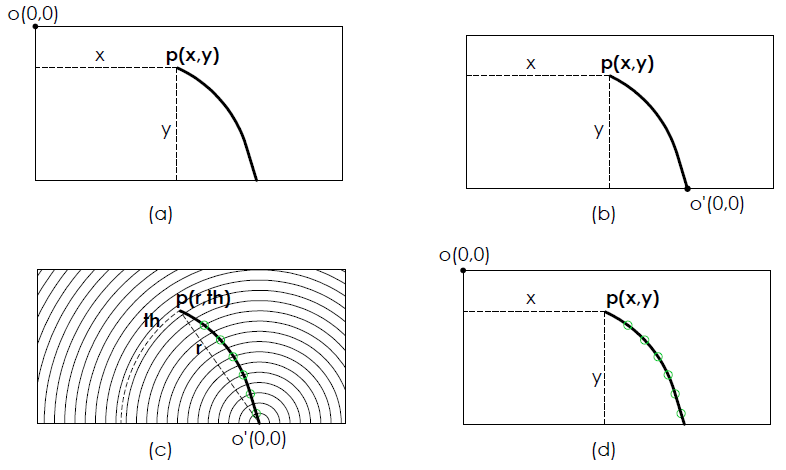 o(0,0)
x
p(x,y)
y
(a)
x
p(x,y)
y
o'(0,0)
(b)
p(r,th)
th
r
o'(0,0)
(c)
o(0,0)
x
p(x,y)
y
(d)